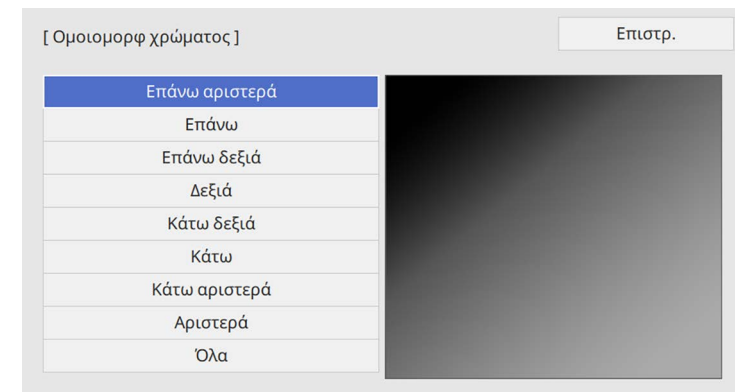 [ Ομοιομορφ χρώματος ]
Επιστρ.
Επάνω αριστερά
Επάνω
Επάνω δεξιά
Δεξιά
Κάτω δεξιά
Κάτω
Κάτω αριστερά
Αριστερά
Όλα